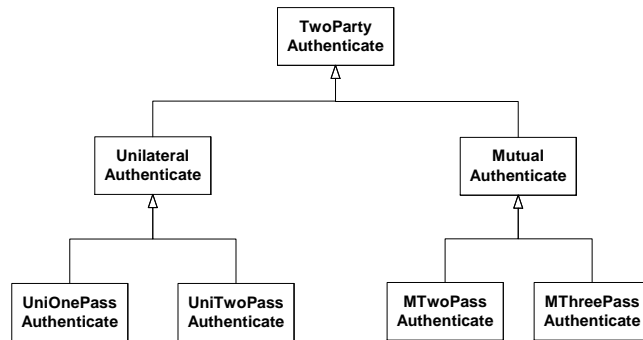 TwoParty
Authenticate
Unilateral
Authenticate
Mutual
Authenticate
UniOnePass
Authenticate
UniTwoPass
Authenticate
MTwoPass
Authenticate
MThreePass
Authenticate